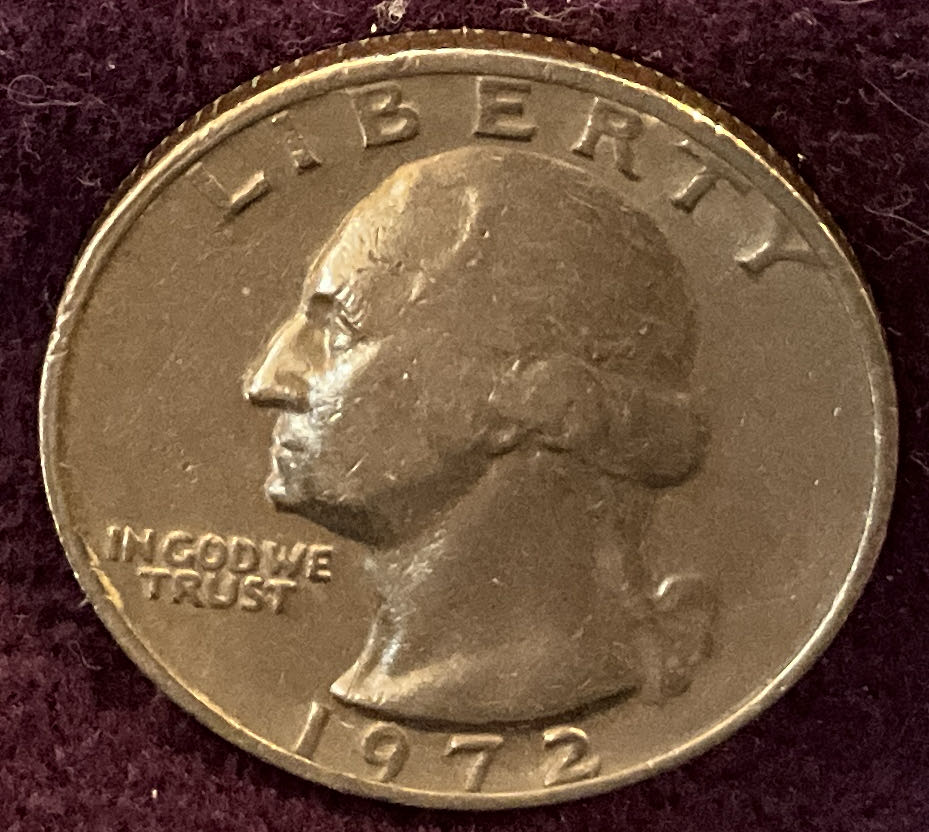 LIBERTY
IN GOD WE
TRUST
1972